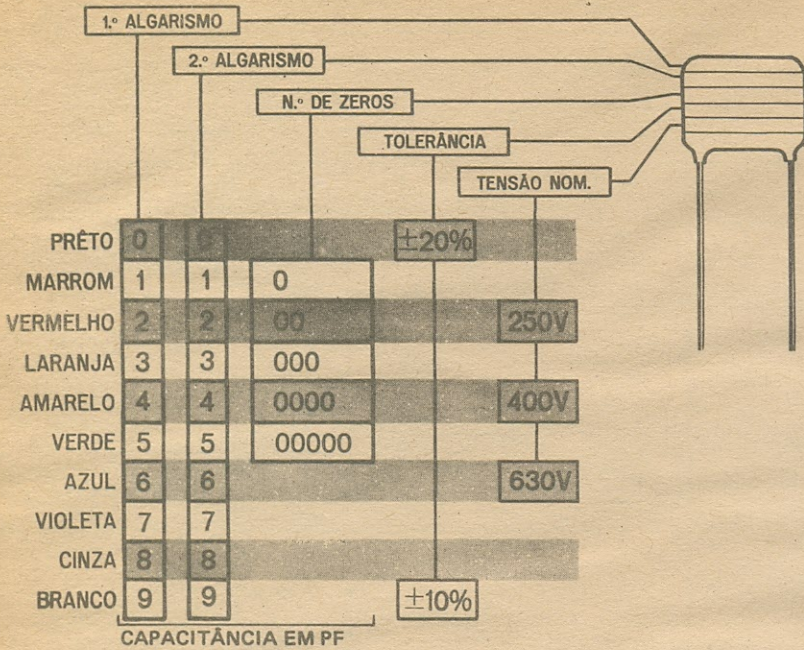 1.º ALGARISMO
2.º ALGARISMO
N.º DE ZEROS
TOLERÂNCIA
TENSÃO NOM.
PRÊTO 0 0 ±20%
MARROM 1 1 0
VERMELHO 2 2 00 250V
LARANJA 3 3 000
AMARELO 4 4 0000 400V
VERDE 5 5 00000
AZUL 6 6 630V
VIOLETA 7 7
CINZA 8 8
BRANCO 9 9 ±10%
CAPACITÂNCIA EM PF